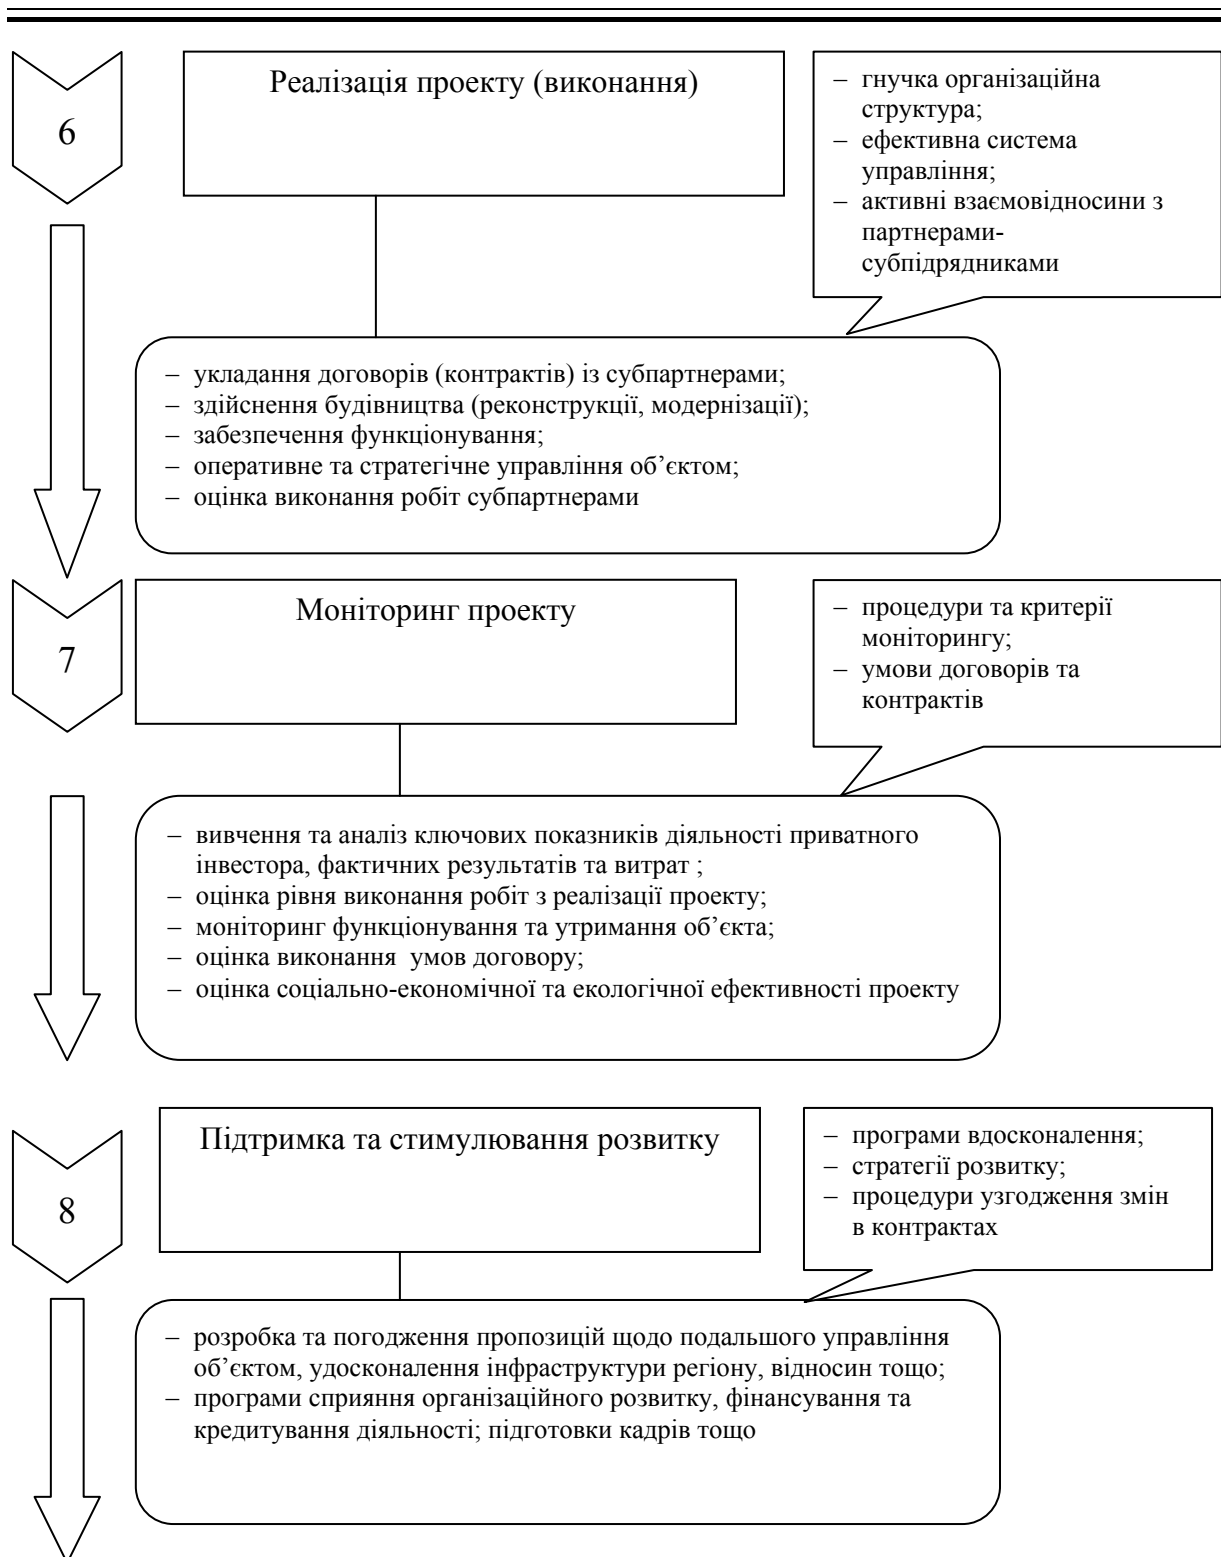 6
Реалізація проекту (виконання)
– гнучка організаційна
структура;
– ефективна система
управління;
– активні взаємовідносини з
партнерами-
субпідрядниками
– укладання договорів (контрактів) із субпартнерами;
– здійснення будівництва (реконструкції, модернізації);
– забезпечення функціонування;
– оперативне та стратегічне управління об’єктом;
– оцінка виконання робіт субпартнерами
7
Моніторинг проекту
– процедури та критерії
моніторингу;
– умови договорів та
контрактів
– вивчення та аналіз ключових показників діяльності приватного
інвестора, фактичних результатів та витрат ;
– оцінка рівня виконання робіт з реалізації проекту;
– моніторинг функціонування та утримання об’єкта;
– оцінка виконання  умов договору;
– оцінка соціально-економічної та екологічної ефективності проекту
8
Підтримка та стимулювання розвитку
– програми вдосконалення;
– стратегії розвитку;
– процедури узгодження змін
в контрактах
– розробка та погодження пропозицій щодо подальшого управління
об’єктом, удосконалення інфраструктури регіону, відносин тощо;
– програми сприяння організаційного розвитку, фінансування та
кредитування діяльності; підготовки кадрів тощо